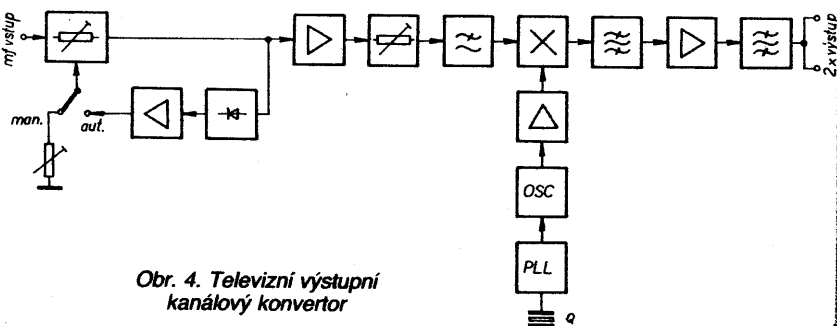 mf vstup
man.
aut.
OSC
PLL
Q
2x výstup
Obr. 4. Televizní výstupní
kanálový konvertor